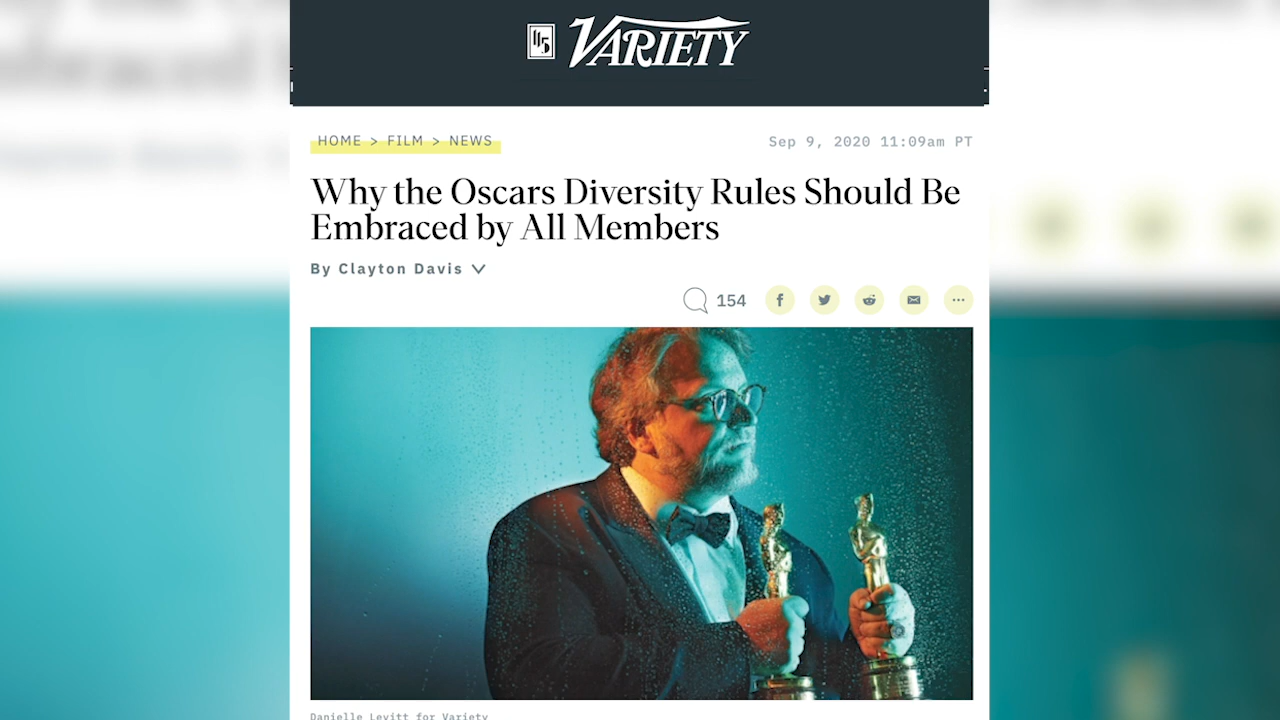 115
VARIETY
HOME > FILM > NEWS
Sep 9, 2020 11:09am PT
Why the Oscars Diversity Rules Should Be
Embraced by All Members
By Clayton Davis
154
Danielle Levitt for Variety